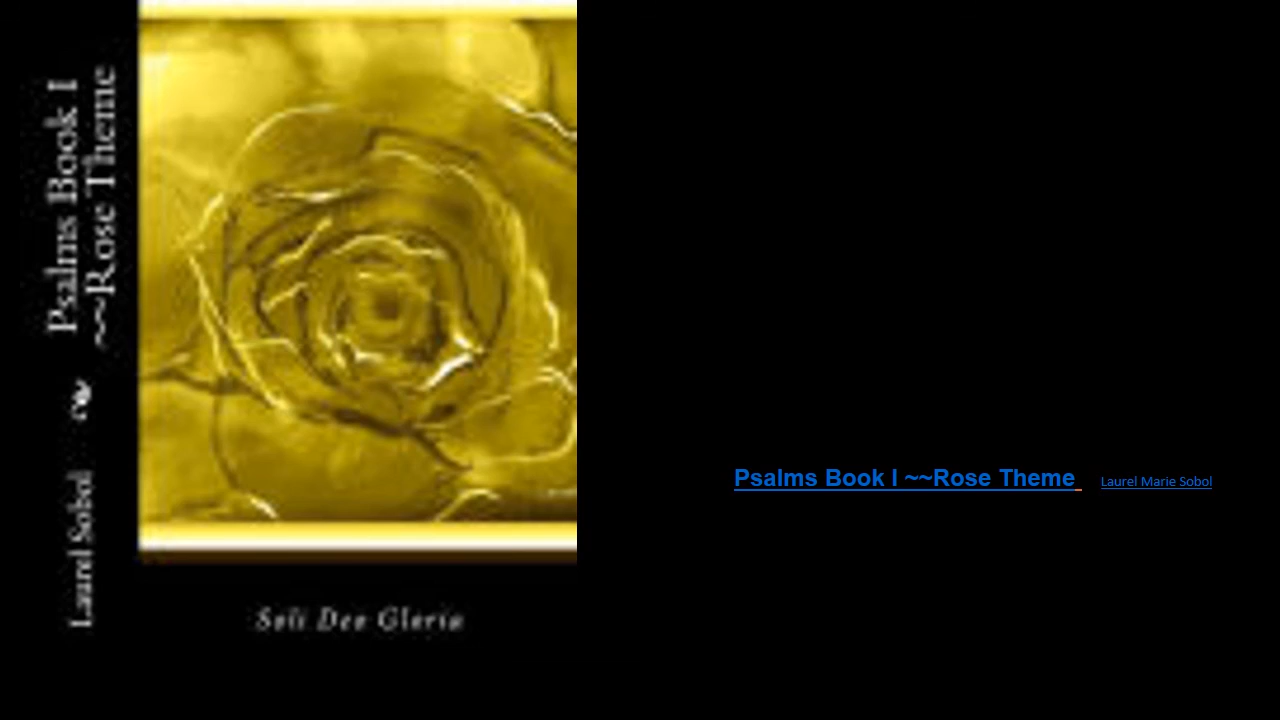 Psalms Book I
~~Rose Theme
Laurel Sobol
Soli Deo Gloria
Psalms Book I ~~Rose Theme Laurel Marie Sobol